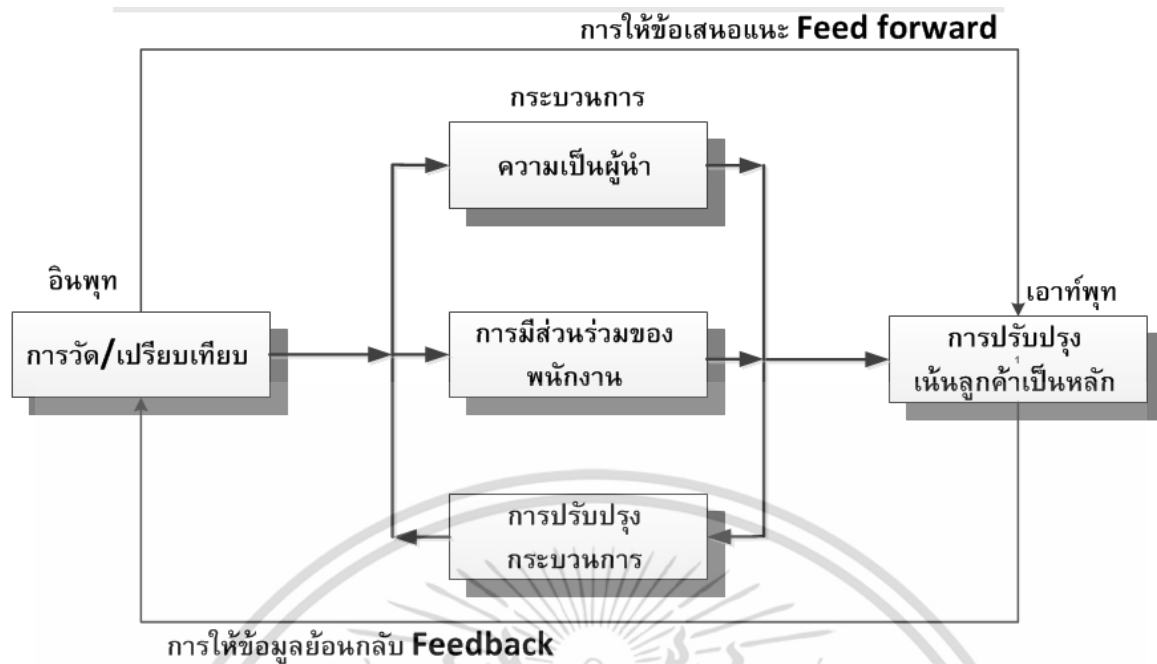 การให้ข้อเสนอแนะ Feed forward
กระบวนการ
ความเป็นผู้นำ
อินพุท
การวัด/เปรียบเทียบ
การมีส่วนร่วมของ
พนักงาน
เอาท์พุท
การปรับปรุง
เน้นลูกค้าเป็นหลัก
การปรับปรุง
กระบวนการ
การให้ข้อมูลย้อนกลับ Feedback